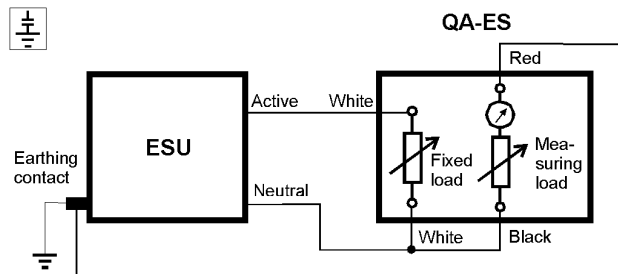 QA-ES
Red
Active
White
ESU
Earthing
contact
Fixed
load
Mea-
suring
load
Neutral
White
Black